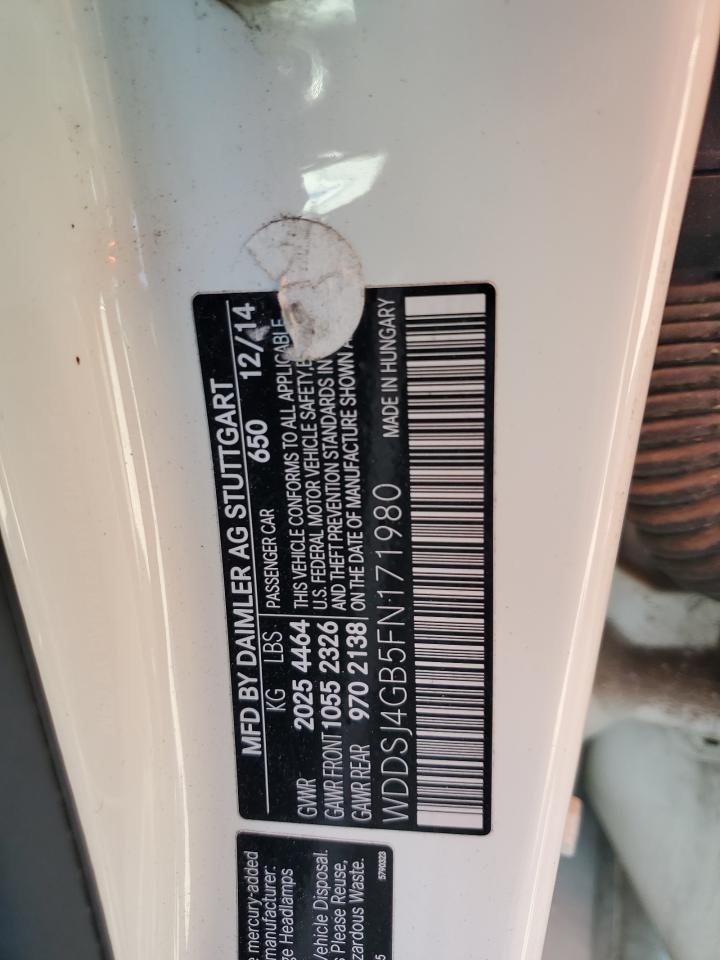 MFD BY DAIMLER AG STUTTGART
KG LBS PASSENGER CAR 650 12/14
GVWR 2025 4464 THIS VEHICLE CONFORMS TO ALL APPLICABLE
GAWR FRONT 1055 2326 U.S. FEDERAL MOTOR VEHICLE SAFETY,
GAWR REAR 970 2138 AND THEFT PREVENTION STANDARDS IN
ON THE DATE OF MANUFACTURE SHOWN
WDDSJ4GB5FN171980 MADE IN HUNGARY
mercury-added
manufacturer:
Headlamps
Vehicle Disposal.
Please Reuse,
Waste.
5790323